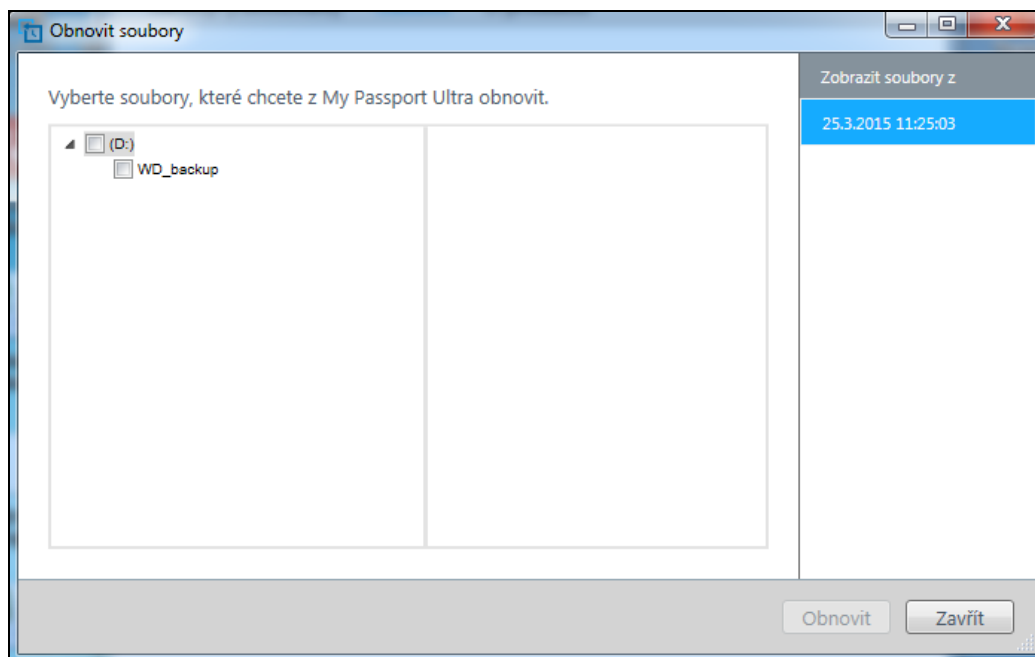 Obnovit soubory
Vyberte soubory, které chcete z My Passport Ultra obnovit.
(D:)
WD_backup
Zobrazit soubory z
25.3.2015 11:25:03
Obnovit
Zavřít